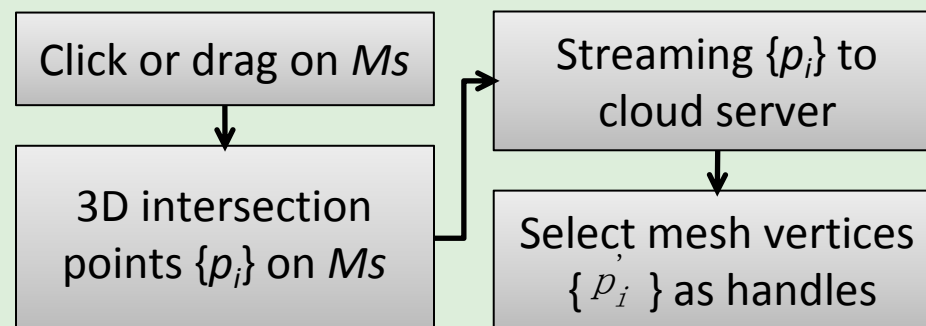 Click or drag on Ms
3D intersection
points {pi} on Ms
Streaming {pi} to
cloud server
Select mesh vertices
{ p'i } as handles